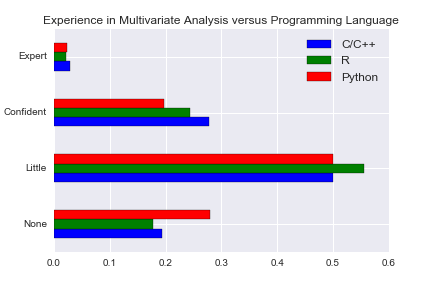 Experience in Multivariate Analysis versus Programming Language
C/C++
R
Python
Expert
Confident
Little
None
0.0 0.1 0.2 0.3 0.4 0.5 0.6